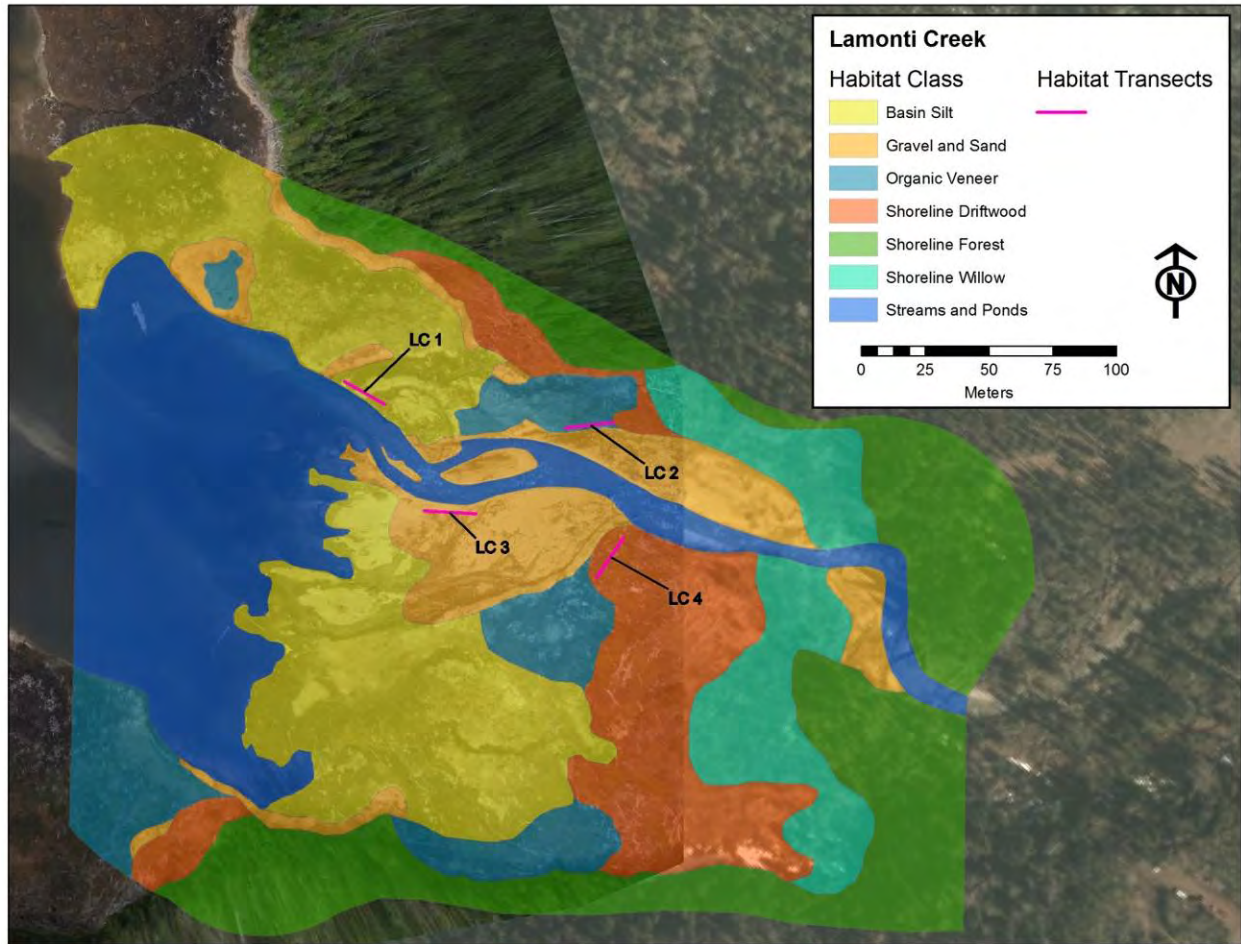 Lamonti Creek
Habitat Class
Habitat Transects
Basin Silt
Gravel and Sand
Organic Veneer
Shoreline Driftwood
Shoreline Forest
Shoreline Willow
Streams and Ponds
N
0 25 50 75 100
Meters
LC 1
LC 2
LC 3
LC 4